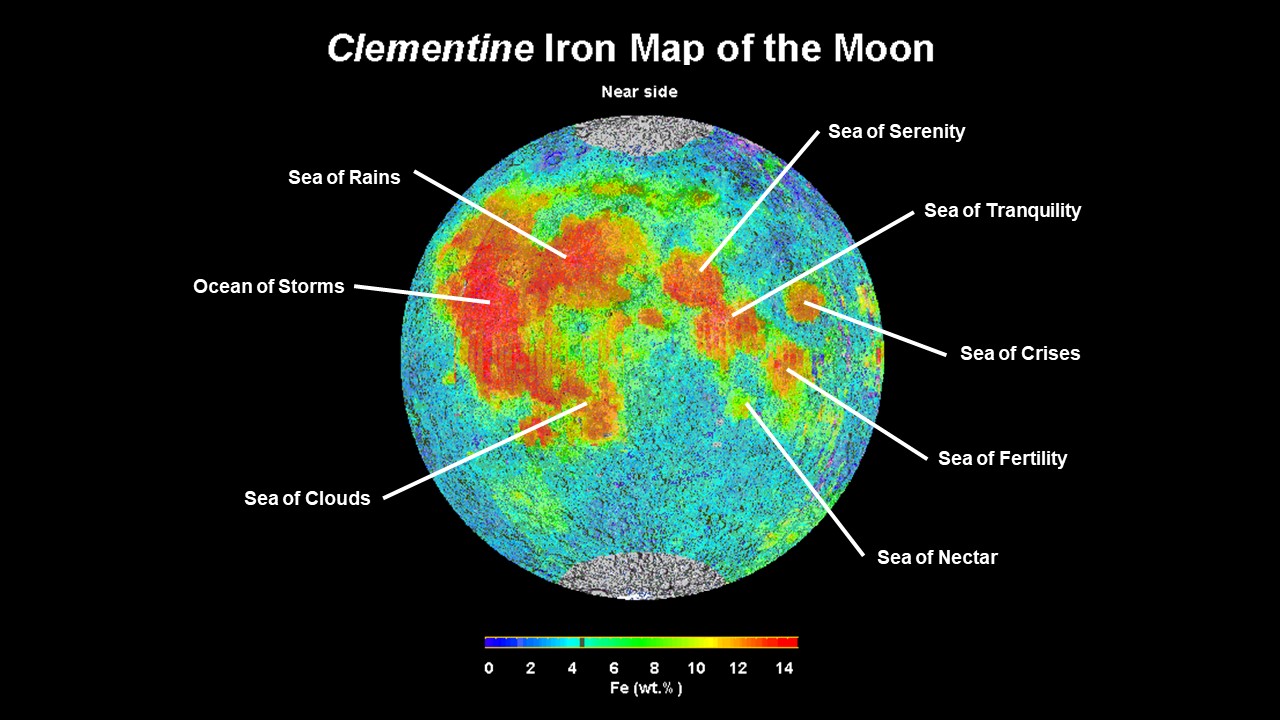 Clementine Iron Map of the Moon
Near side
Sea of Serenity
Sea of Rains
Sea of Tranquility
Ocean of Storms
Sea of Crises
Sea of Fertility
Sea of Clouds
Sea of Nectar
0 2 4 6 8 10 12 14
Fe (wt.%)